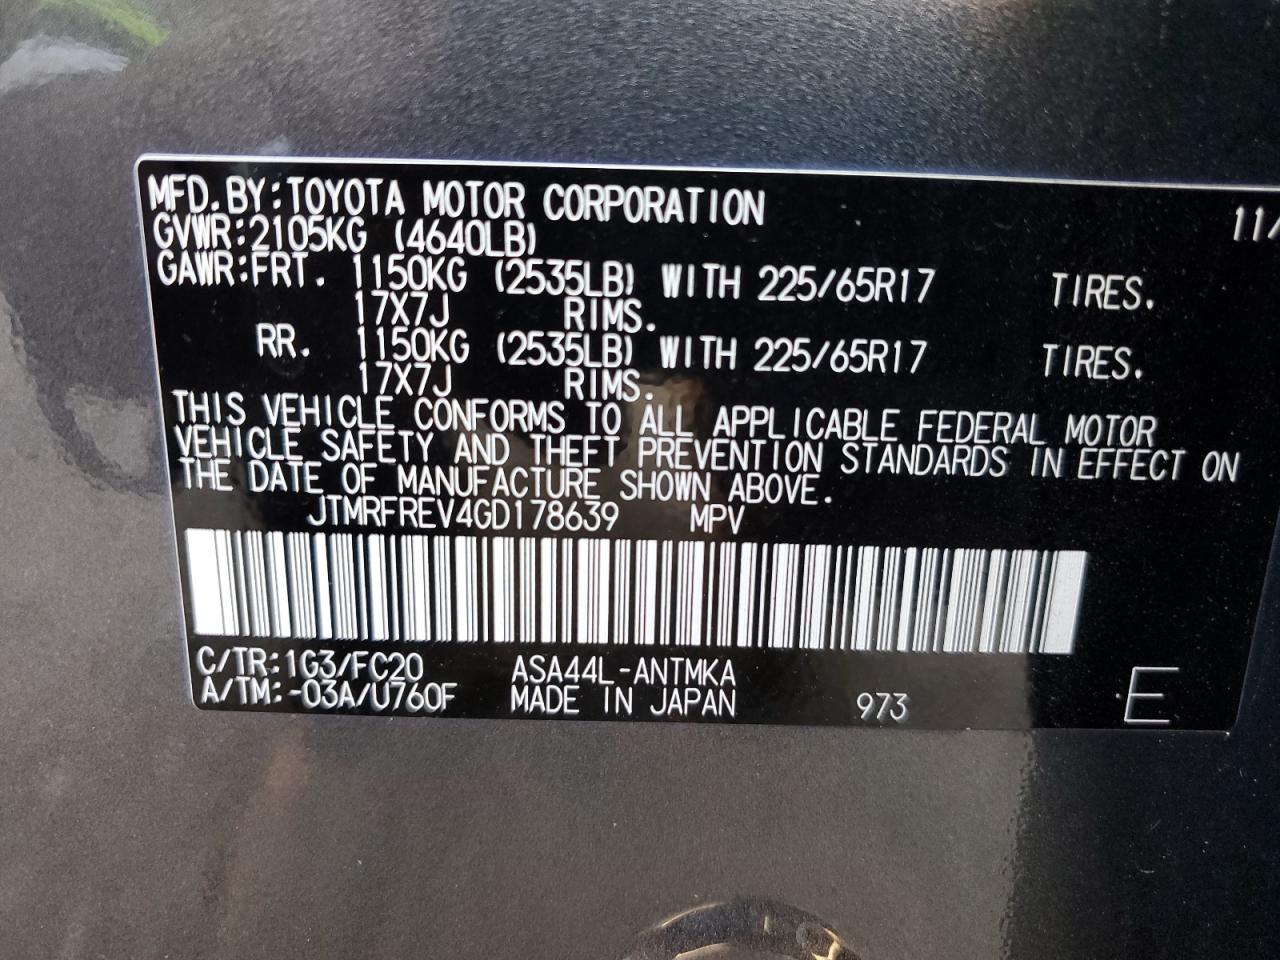 MFD. BY: TOYOTA MOTOR CORPORATION 11/
GVWR: 2105KG (4640LB)
GAWR: FRT. 1150KG (2535LB) WITH 225/65R17 TIRES.
17X7J RIMS.
RR. 1150KG (2535LB) WITH 225/65R17 TIRES.
17X7J RIMS.
THIS VEHICLE CONFORMS TO ALL APPLICABLE FEDERAL MOTOR
VEHICLE SAFETY AND THEFT PREVENTION STANDARDS IN EFFECT ON
THE DATE OF MANUFACTURE SHOWN ABOVE.
JTMRFREV4GD178639 MPV
C/TR: 1G3/FC20 ASA44L-ANTMKA
A/TM: -03A/U760F MADE IN JAPAN 973 E